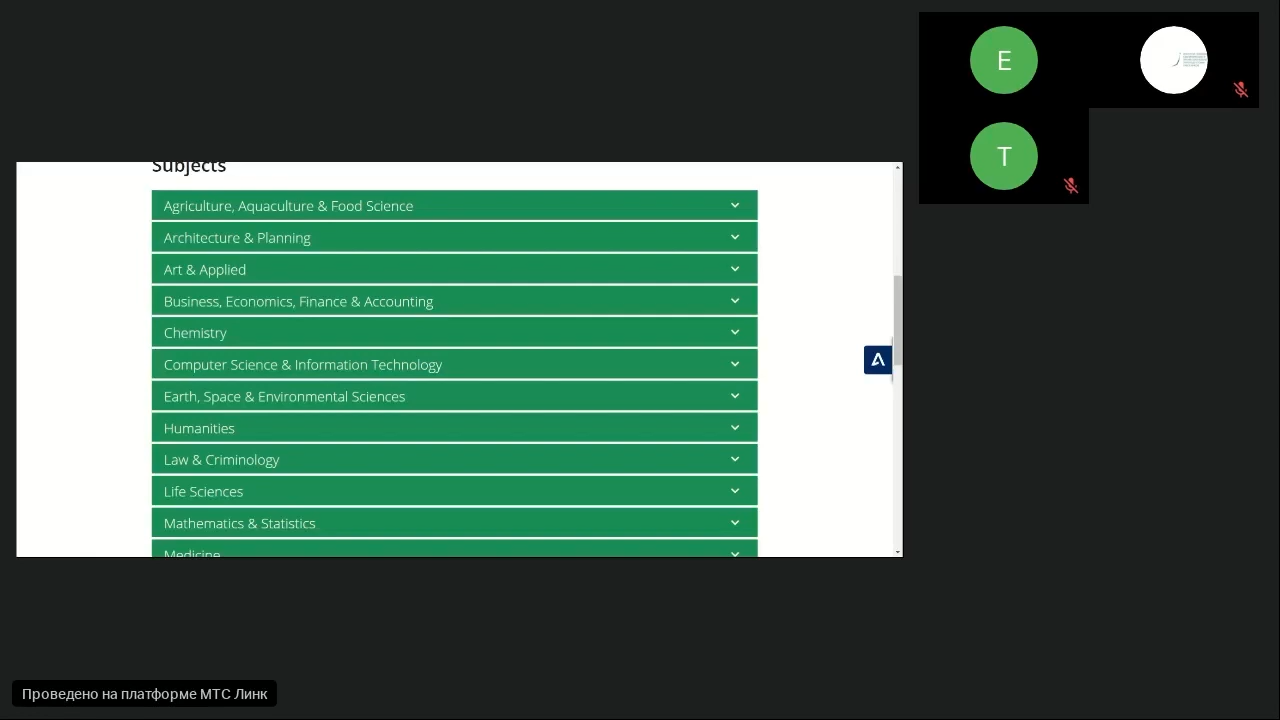 Subjects
Agriculture, Aquaculture & Food Science
Architecture & Planning
Art & Applied
Business, Economics, Finance & Accounting
Chemistry
Computer Science & Information Technology
Earth, Space & Environmental Sciences
Humanities
Law & Criminology
Life Sciences
Mathematics & Statistics
Medicine
E
T
Проведено на платформе МТС Линк